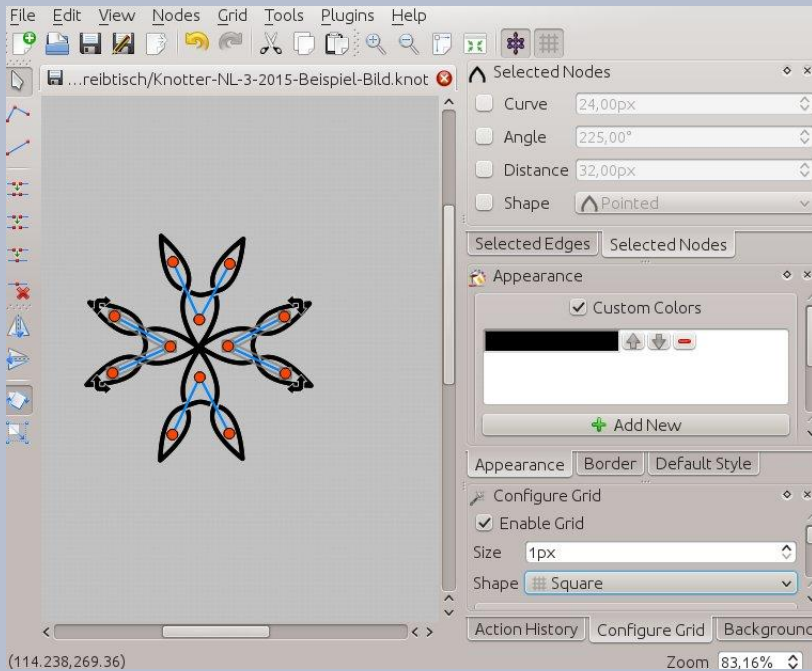 File Edit View Nodes Grid Tools Plugins Help
...reibtisch/Knotter-NL-3-2015-Beispiel-Bild.knot
Selected Nodes
Curve 24,00px
Angle 225,00°
Distance 32,00px
Shape Pointed
Selected Edges Selected Nodes
Appearance
Custom Colors
Add New
Appearance Border Default Style
Configure Grid
Enable Grid
Size 1px
Shape Square
Action History Configure Grid Background
(114.238,269.36) Zoom 83,16%